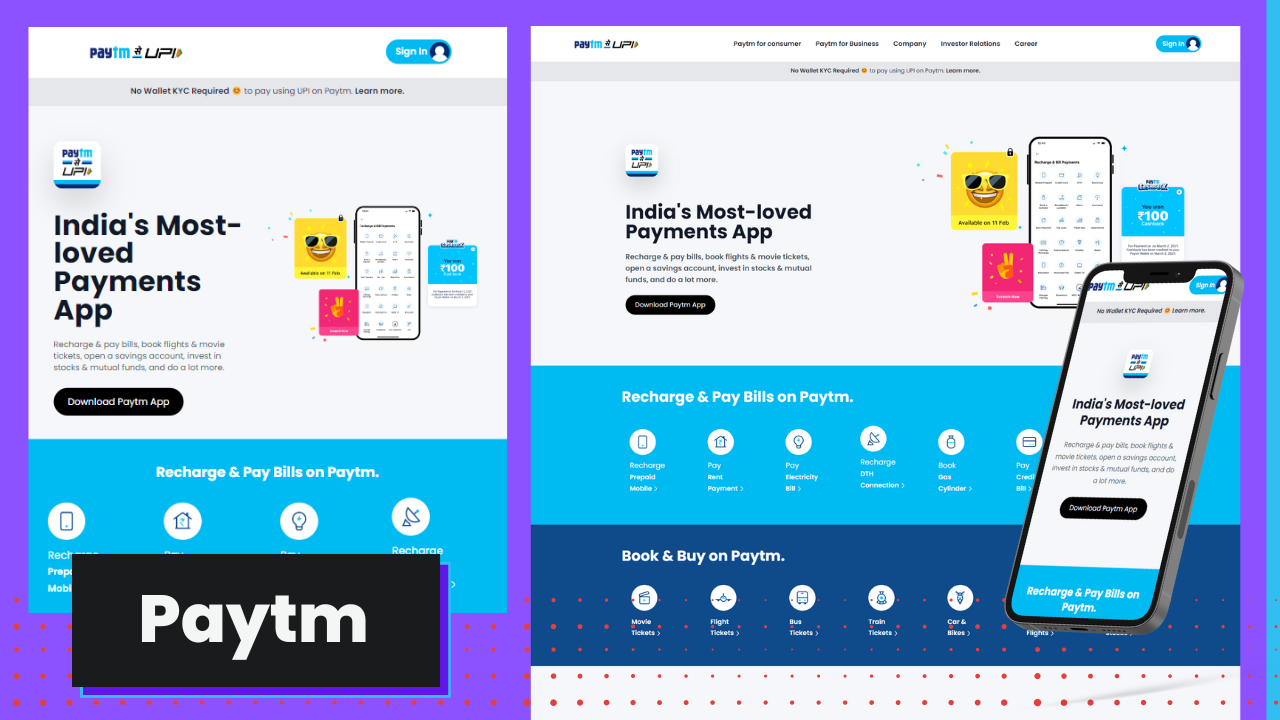 Paytm से UPI
Sign In
No Wallet KYC Required 😍 to pay using UPI on Paytm. Learn more.
Paytm से UPI
India's Most-
loved
Payments
App
Recharge & pay bills, book flights & movie
tickets, open a savings account, invest in
stocks & mutual funds, and do a lot more.
Download Paytm App
Recharge & Bill Payments
Available on 11 Feb
You won
₹100
Cashback
Scratch Now
Recharge & Pay Bills on Paytm.
Recharge
Prepa
Mobil
Pay
Pay
Recharge
Paytm
Paytm से UPI
Paytm for consumer
Paytm for Business
Company
Investor Relations
Career
Sign In
No Wallet KYC Required 😍 to pay using UPI on Paytm. Learn more.
Paytm से UPI
India's Most-loved
Payments App
Recharge & pay bills, book flights & movie tickets,
open a savings account, invest in stocks & mutual
funds, and do a lot more.
Download Paytm App
Recharge & Bill Payments
Available on 11 Feb
Paytm
You won
₹100
Cashback
Scratch Now
Recharge & Pay Bills on Paytm.
Recharge
Prepaid
Mobile >
Pay
Rent
Payment >
Pay
Electricity
Bill >
Recharge
DTH
Connection >
Book
Gas
Cylinder >
Pay
Credi
Bill >
Book & Buy on Paytm.
Movie
Tickets >
Flight
Tickets >
Bus
Tickets >
Train
Tickets >
Car &
Bikes >
Flights >
Paytm से UPI
Sign In
No Wallet KYC Required 😍 Learn more.
Paytm से UPI
India's Most-loved
Payments App
Recharge & pay bills, book flights &
movie tickets, open a savings account,
invest in stocks & mutual funds, and do
a lot more.
Download Paytm App
Recharge & Pay Bills on
Paytm.